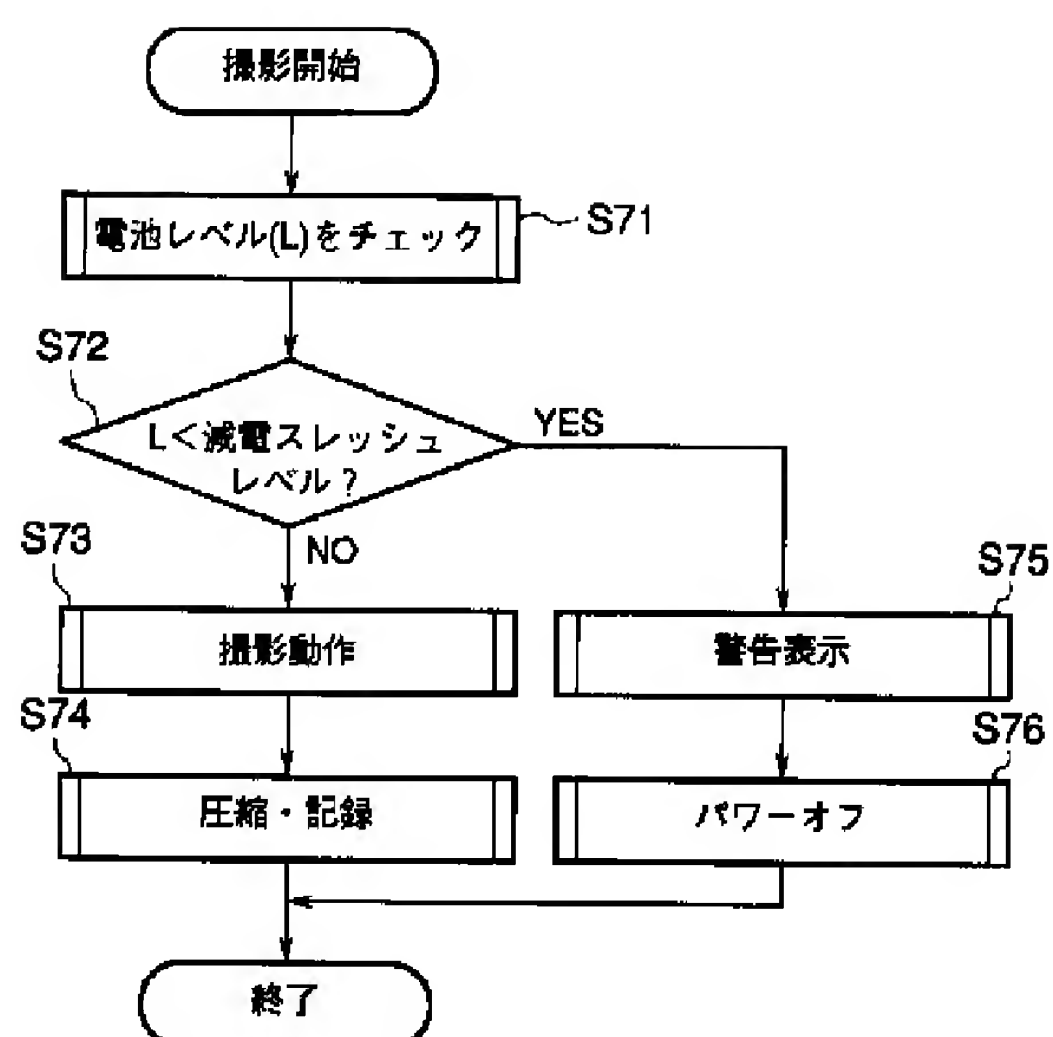 撮影開始
電池レベル(L)をチェック
S71
S72
L<減電スレッシュ
レベル?
YES
NO
S73
撮影動作
S75
警告表示
S74
圧縮・記録
S76
パワーオフ
終了